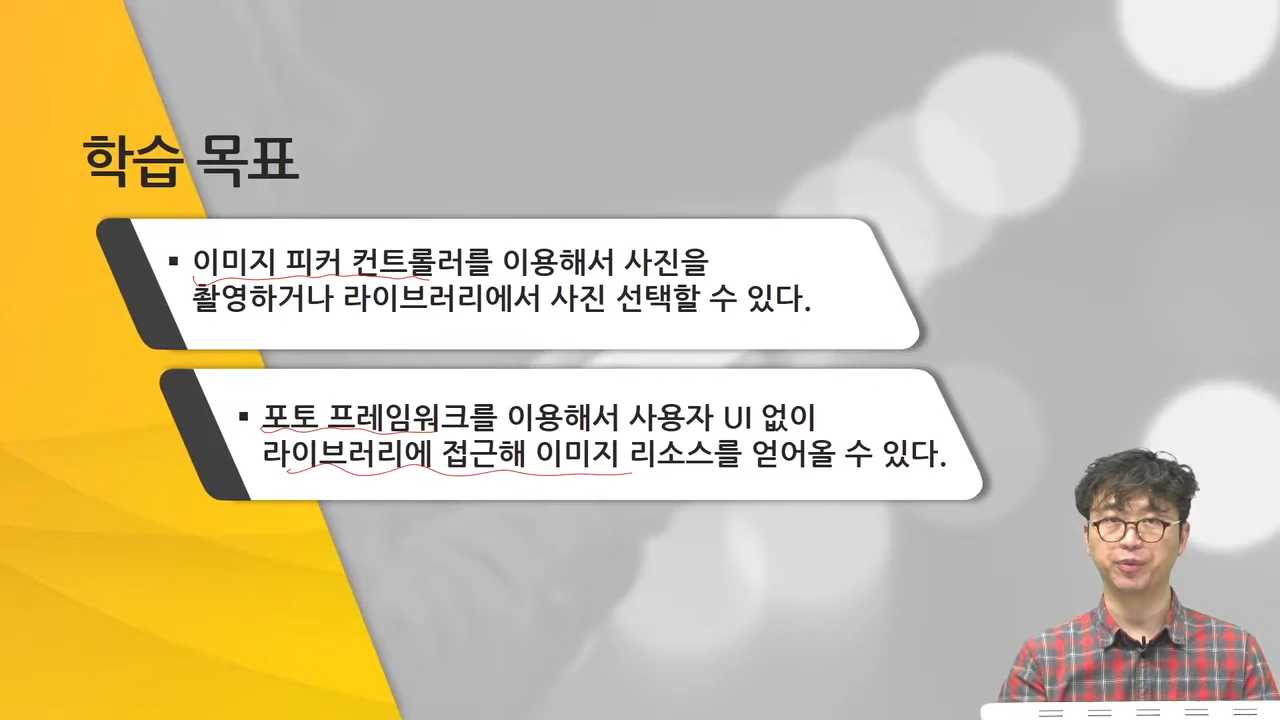 학습 목표
▪ 이미지 피커 컨트롤러를 이용해서 사진을
촬영하거나 라이브러리에서 사진 선택할 수 있다.
▪ 포토 프레임워크를 이용해서 사용자 UI 없이
라이브러리에 접근해 이미지 리소스를 얻어올 수 있다.